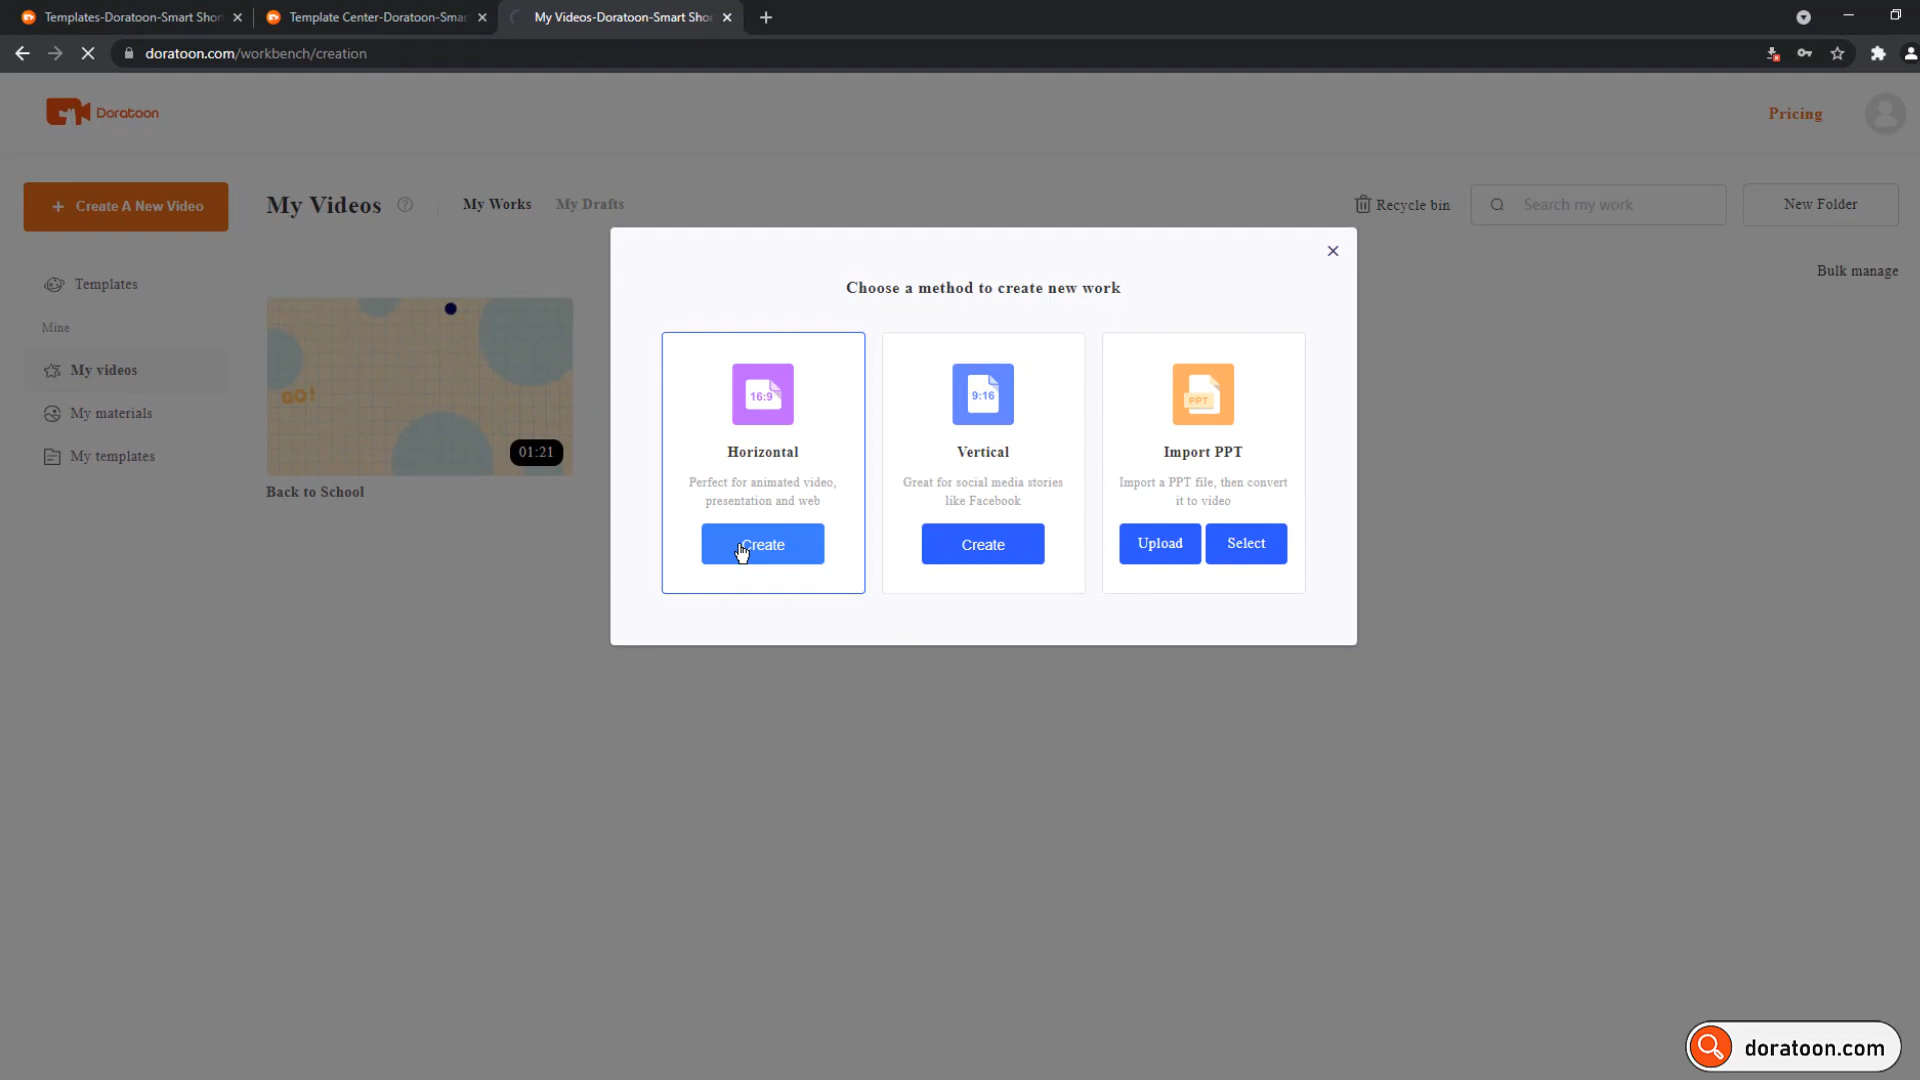 Templates-Doratoon-Smart Shor
Template Center-Doratoon-Smar
My Videos-Doratoon-Smart Shor
doratoon.com/workbench/creation
Doratoon
Pricing
+ Create A New Video
My Videos
My Works
My Drafts
Recycle bin
Search my work
New Folder
Bulk manage
Templates
Mine
My videos
My materials
My templates
GO!
01:21
Back to School
Choose a method to create new work
16:9
Horizontal
Perfect for animated video,
presentation and web
Create
9:16
Vertical
Great for social media stories
like Facebook
Create
PPT
Import PPT
Import a PPT file, then convert
it to video
Upload
Select
doratoon.com